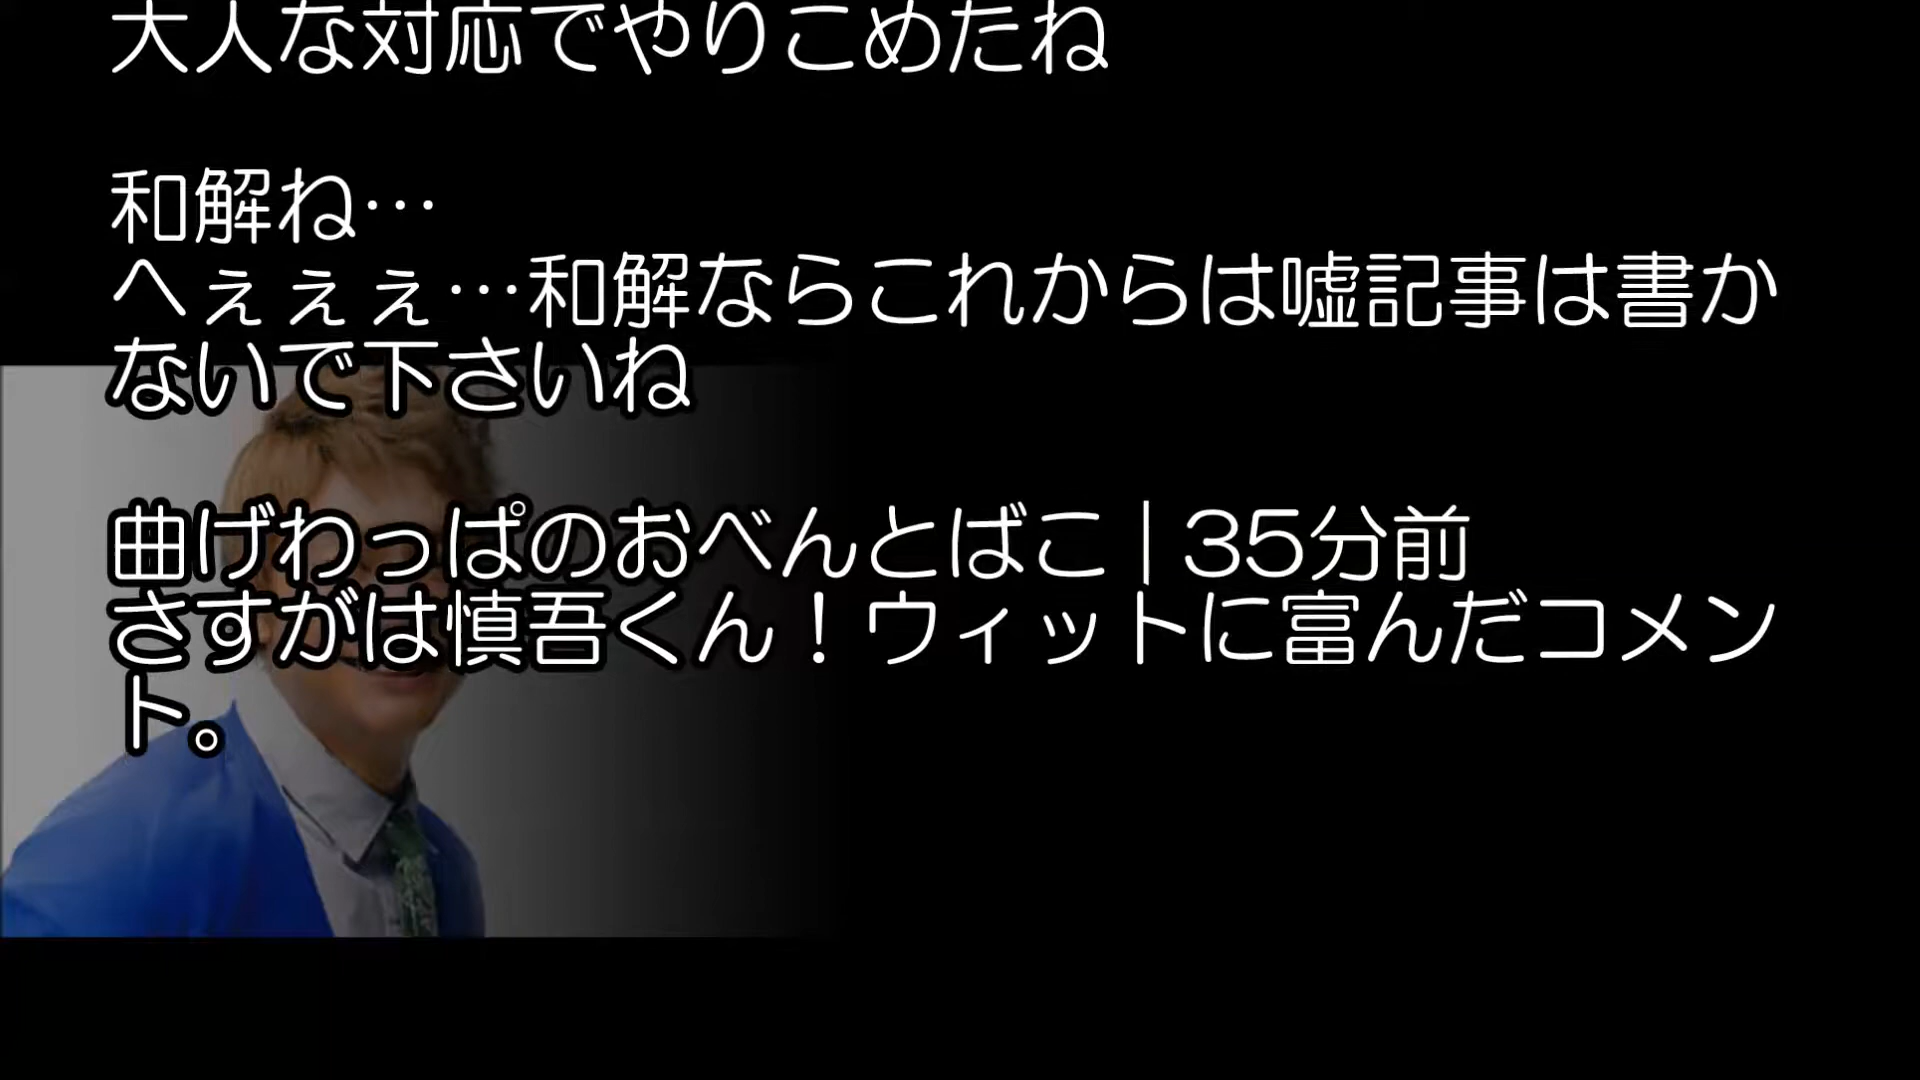 大人な対応でやりこめたね
和解ね…
へぇぇぇ…和解ならこれからは嘘記事は書か
ないで下さいね
曲げわっぱのおべんとばこ | 35分前
さすがは慎吾くん！ウィットに富んだコメン
ト。